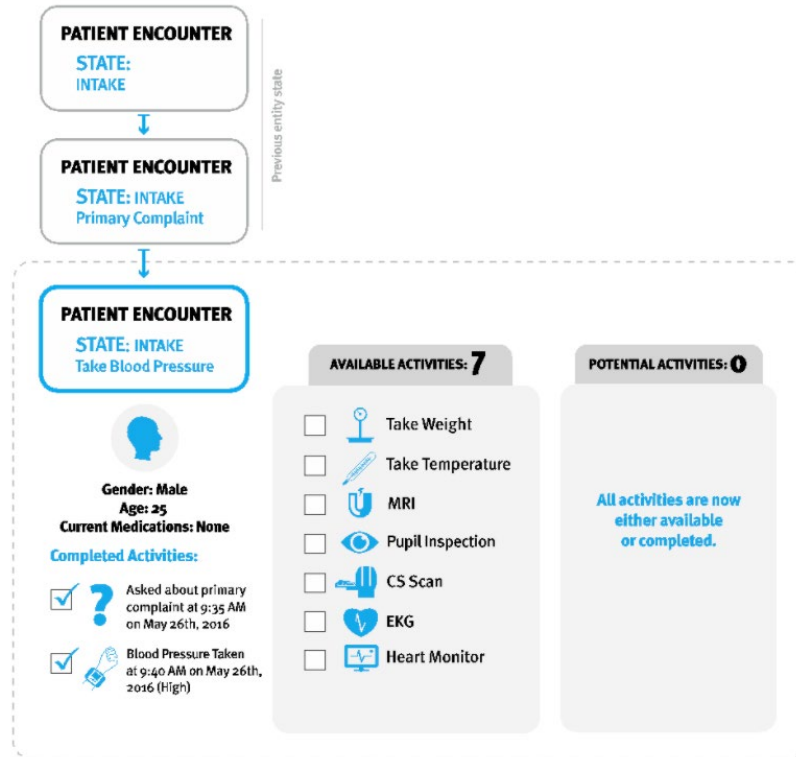 PATIENT ENCOUNTER
STATE:
INTAKE
Previous entity state
PATIENT ENCOUNTER
STATE: INTAKE
Primary Complaint
PATIENT ENCOUNTER
STATE: INTAKE
Take Blood Pressure
Gender: Male
Age: 25
Current Medications: None
Completed Activities:
Asked about primary
complaint at 9:35 AM
on May 26th, 2016
Blood Pressure Taken
at 9:40 AM on May 26th,
2016 (High)
AVAILABLE ACTIVITIES: 7
Take Weight
Take Temperature
MRI
Pupil Inspection
CS Scan
EKG
Heart Monitor
POTENTIAL ACTIVITIES: 0
All activities are now
either available
or completed.